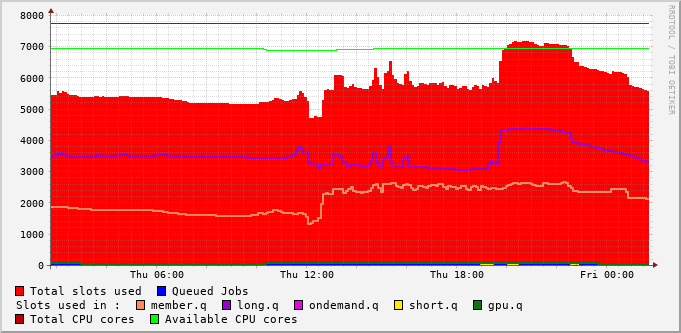 RRDTOOL / TOBI OETIKER
8000
7000
6000
5000
4000
3000
2000
1000
0
Thu 06:00 Thu 12:00 Thu 18:00 Fri 00:00
Total slots used Queued Jobs
Slots used in : member.q long.q ondemand.q short.q gpu.q
Total CPU cores Available CPU cores